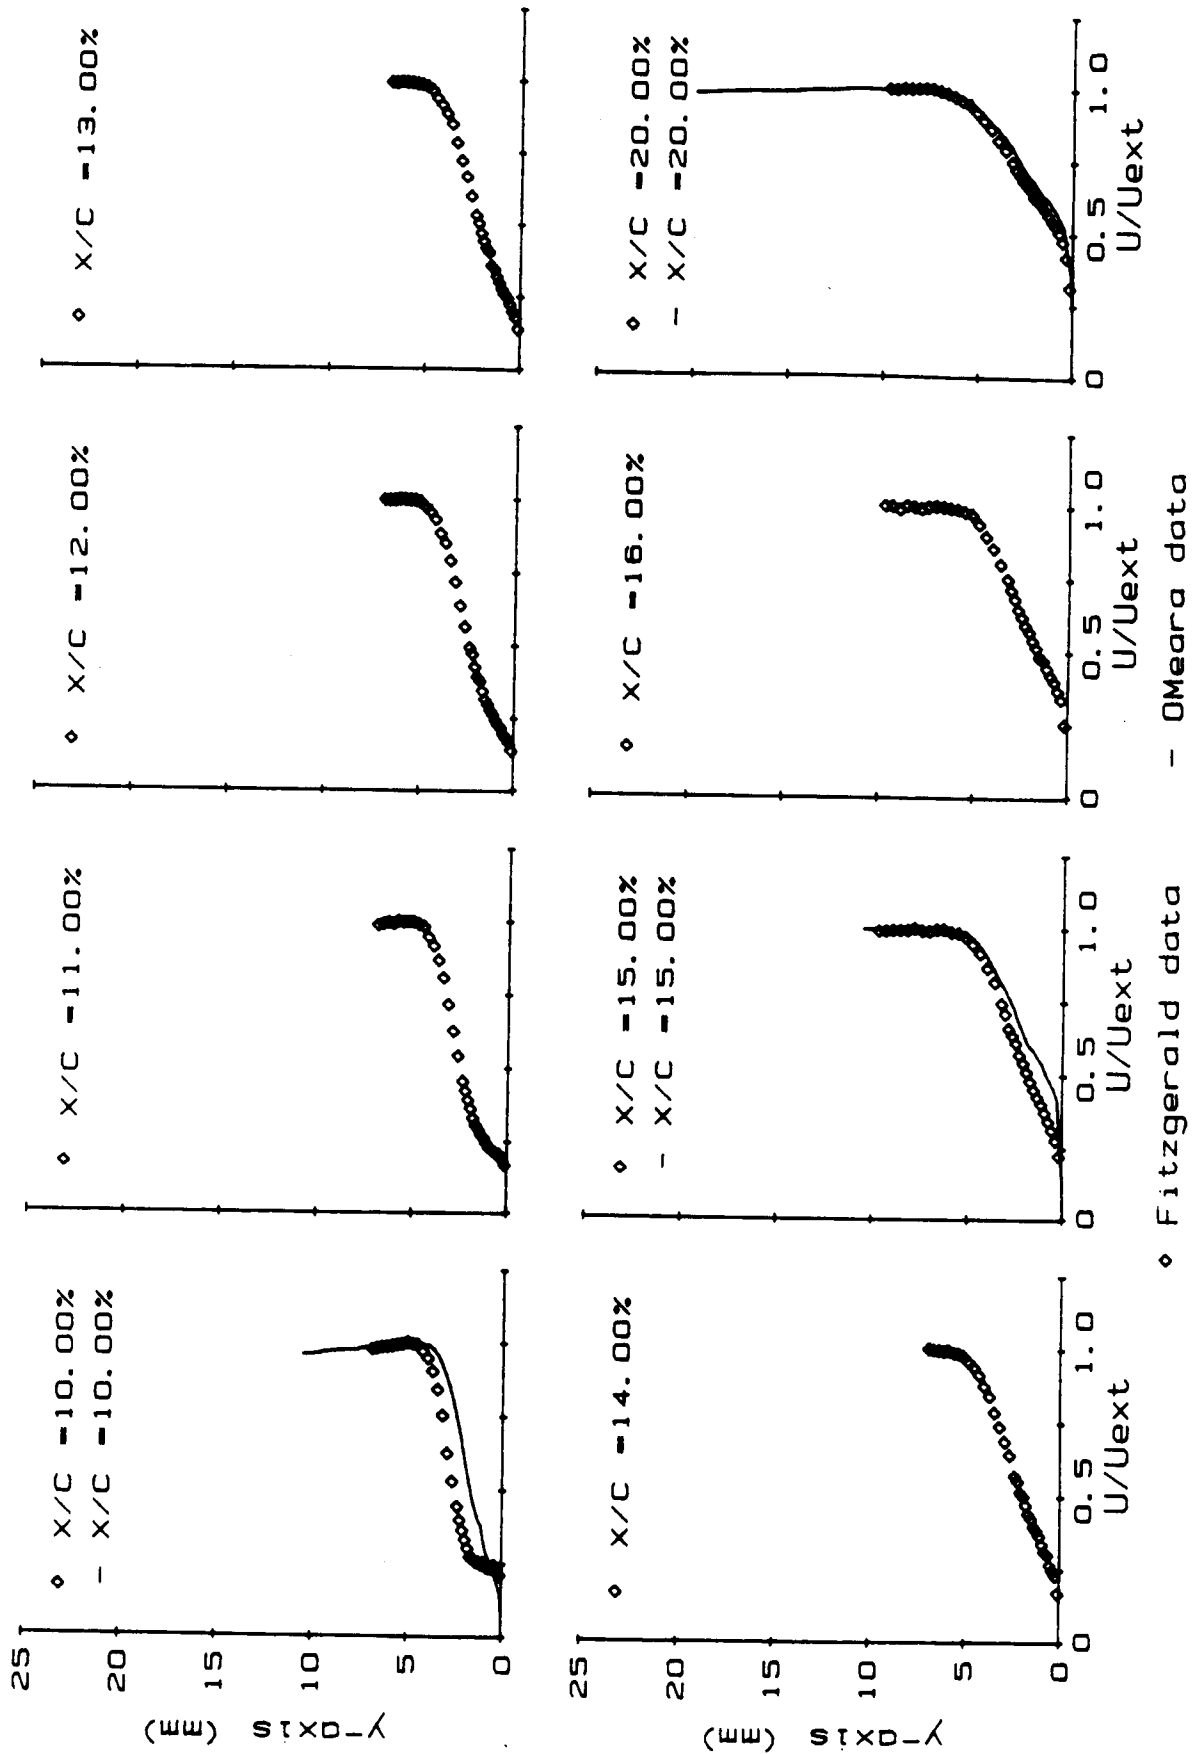 ◇ X/C =10.00%
— X/C =10.00%
◇ X/C =11.00%
◇ X/C =12.00%
◇ X/C =13.00%
y-axis (mm)
25
20
15
10
5
0
◇ X/C =14.00%
◇ X/C =15.00%
— X/C =15.00%
◇ X/C =16.00%
◇ X/C =20.00%
— X/C =20.00%
y-axis (mm)
25
20
15
10
5
0
0 0.5 1.0
U/Uext
0 0.5 1.0
U/Uext
0 0.5 1.0
U/Uext
0 0.5 1.0
U/Uext
◇ Fitzgerald data — OMeara data